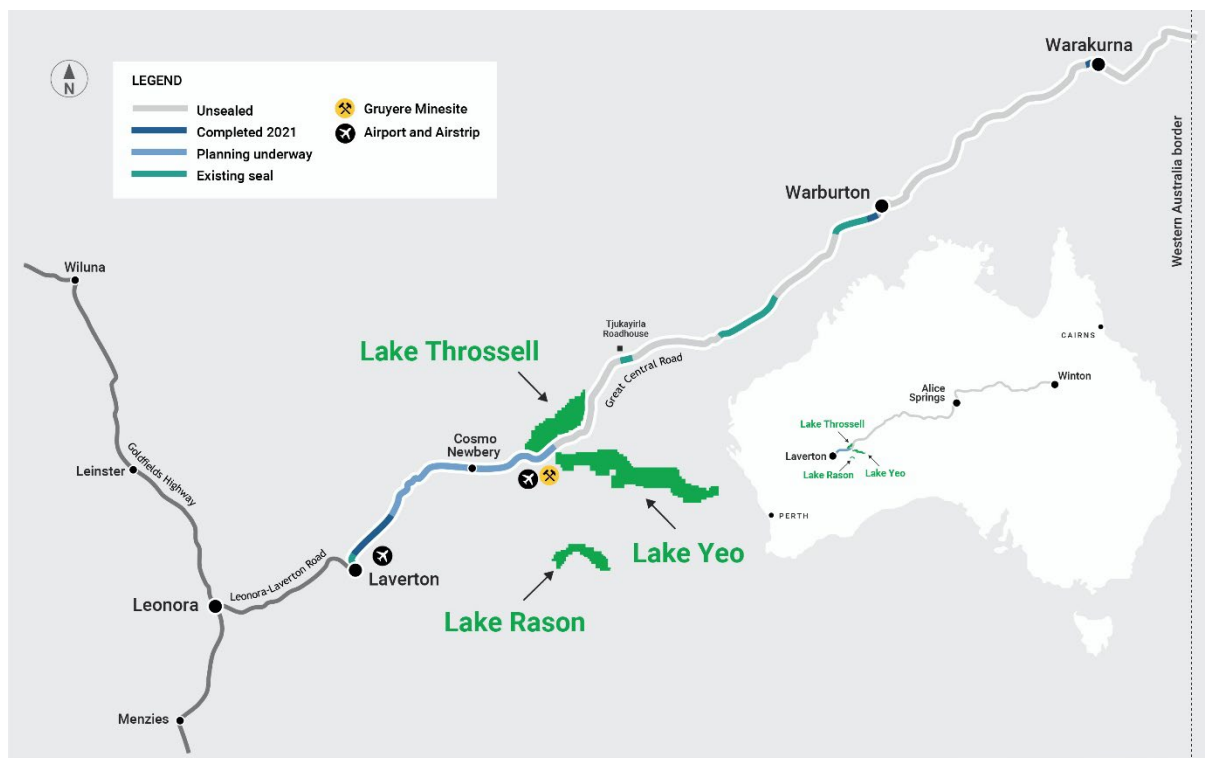 Warakurna
N
LEGEND
Unsealed
Completed 2021
Planning underway
Existing seal
Gruyere Minesite
Airport and Airstrip
Western Australia border
Warburton
Wiluna
Tjukayirla
Roadhouse
Lake Throssell
Great Central Road
CAIRNS
Winton
Alice
Springs
Lake Throssell
Laverton
Lake Rason
Lake Yeo
PERTH
Cosmo
Newbery
Leinster
Goldfields Highway
Lake Yeo
Laverton
Leonora-Laverton Road
Leonora
Lake Rason
Menzies